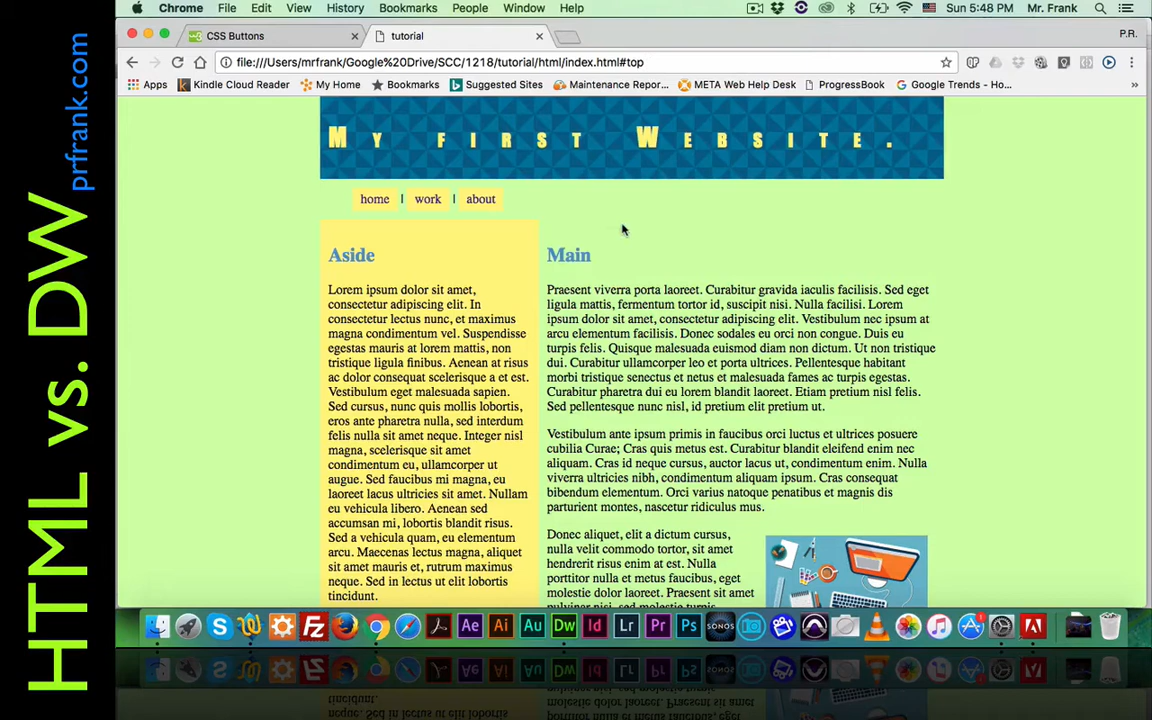 HTML vs. DW
prfrank.com
Chrome File Edit View History Bookmarks People Window Help
Sun 5:48 PM Mr. Frank
CSS Buttons
tutorial
P.R.
file:///Users/mrfrank/Google%20Drive/SCC/1218/tutorial/html/index.html#top
Apps Kindle Cloud Reader My Home Bookmarks Suggested Sites Maintenance Repor... META Web Help Desk ProgressBook Google Trends - Ho... »
My first Website.
home | work | about
Aside
Lorem ipsum dolor sit amet,
consectetur adipiscing elit. In
consectetur lectus nunc, et maximus
magna condimentum vel. Suspendisse
egestas mauris at lorem mattis, non
tristique ligula finibus. Aenean at risus
ac dolor consequat scelerisque a et est.
Vestibulum eget malesuada sapien.
Sed cursus, nunc quis mollis lobortis,
eros ante pharetra nulla, sed interdum
felis nulla sit amet neque. Integer nisl
magna, scelerisque sit amet
condimentum eu, ullamcorper ut
augue. Sed faucibus mi magna, eu
laoreet lacus ultricies sit amet. Nullam
eu vehicula libero. Aenean sed
accumsan mi, lobortis blandit risus.
Sed a vehicula quam, eu elementum
arcu. Maecenas lectus magna, aliquet
sit amet mauris et, rutrum maximus
neque. Sed in lectus ut elit lobortis
tincidunt.
Main
Praesent viverra porta laoreet. Curabitur gravida iaculis facilisis. Sed eget
ligula mattis, fermentum tortor id, suscipit nisi. Nulla facilisi. Lorem
ipsum dolor sit amet, consectetur adipiscing elit. Vestibulum nec ipsum at
arcu elementum facilisis. Donec sodales eu orci non congue. Duis eu
turpis felis. Quisque malesuada euismod diam non dictum. Ut non tristique
dui. Curabitur ullamcorper leo et porta ultrices. Pellentesque habitant
morbi tristique senectus et netus et malesuada fames ac turpis egestas.
Curabitur pharetra dui eu lorem blandit laoreet. Etiam pretium nisl felis.
Sed pellentesque nunc nisl, id pretium elit pretium ut.
Vestibulum ante ipsum primis in faucibus orci luctus et ultrices posuere
cubilia Curae; Cras quis metus est. Curabitur blandit eleifend enim nec
aliquam. Cras id neque cursus, auctor lacus ut, condimentum enim. Nulla
viverra ultricies nibh, condimentum aliquam ipsum. Cras consequat
bibendum elementum. Orci varius natoque penatibus et magnis dis
parturient montes, nascetur ridiculus mus.
Donec aliquet, elit a dictum cursus,
nulla velit commodo tortor, sit amet
hendrerit risus enim at est. Nulla
porttitor nulla et metus faucibus, eget
molestie dolor laoreet. Praesent sit amet
Fz Ae Ai Au Dw Id Lr Pr Ps SONOS